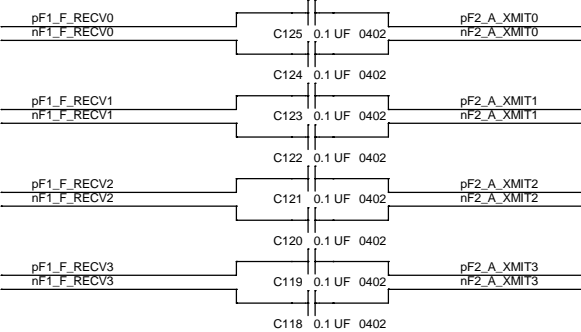 pF1_F_RECV0 pF2_A_XMIT0
nF1_F_RECV0 nF2_A_XMIT0
C125 0.1 UF 0402
C124 0.1 UF 0402
pF1_F_RECV1 pF2_A_XMIT1
nF1_F_RECV1 nF2_A_XMIT1
C123 0.1 UF 0402
C122 0.1 UF 0402
pF1_F_RECV2 pF2_A_XMIT2
nF1_F_RECV2 nF2_A_XMIT2
C121 0.1 UF 0402
C120 0.1 UF 0402
pF1_F_RECV3 pF2_A_XMIT3
nF1_F_RECV3 nF2_A_XMIT3
C119 0.1 UF 0402
C118 0.1 UF 0402